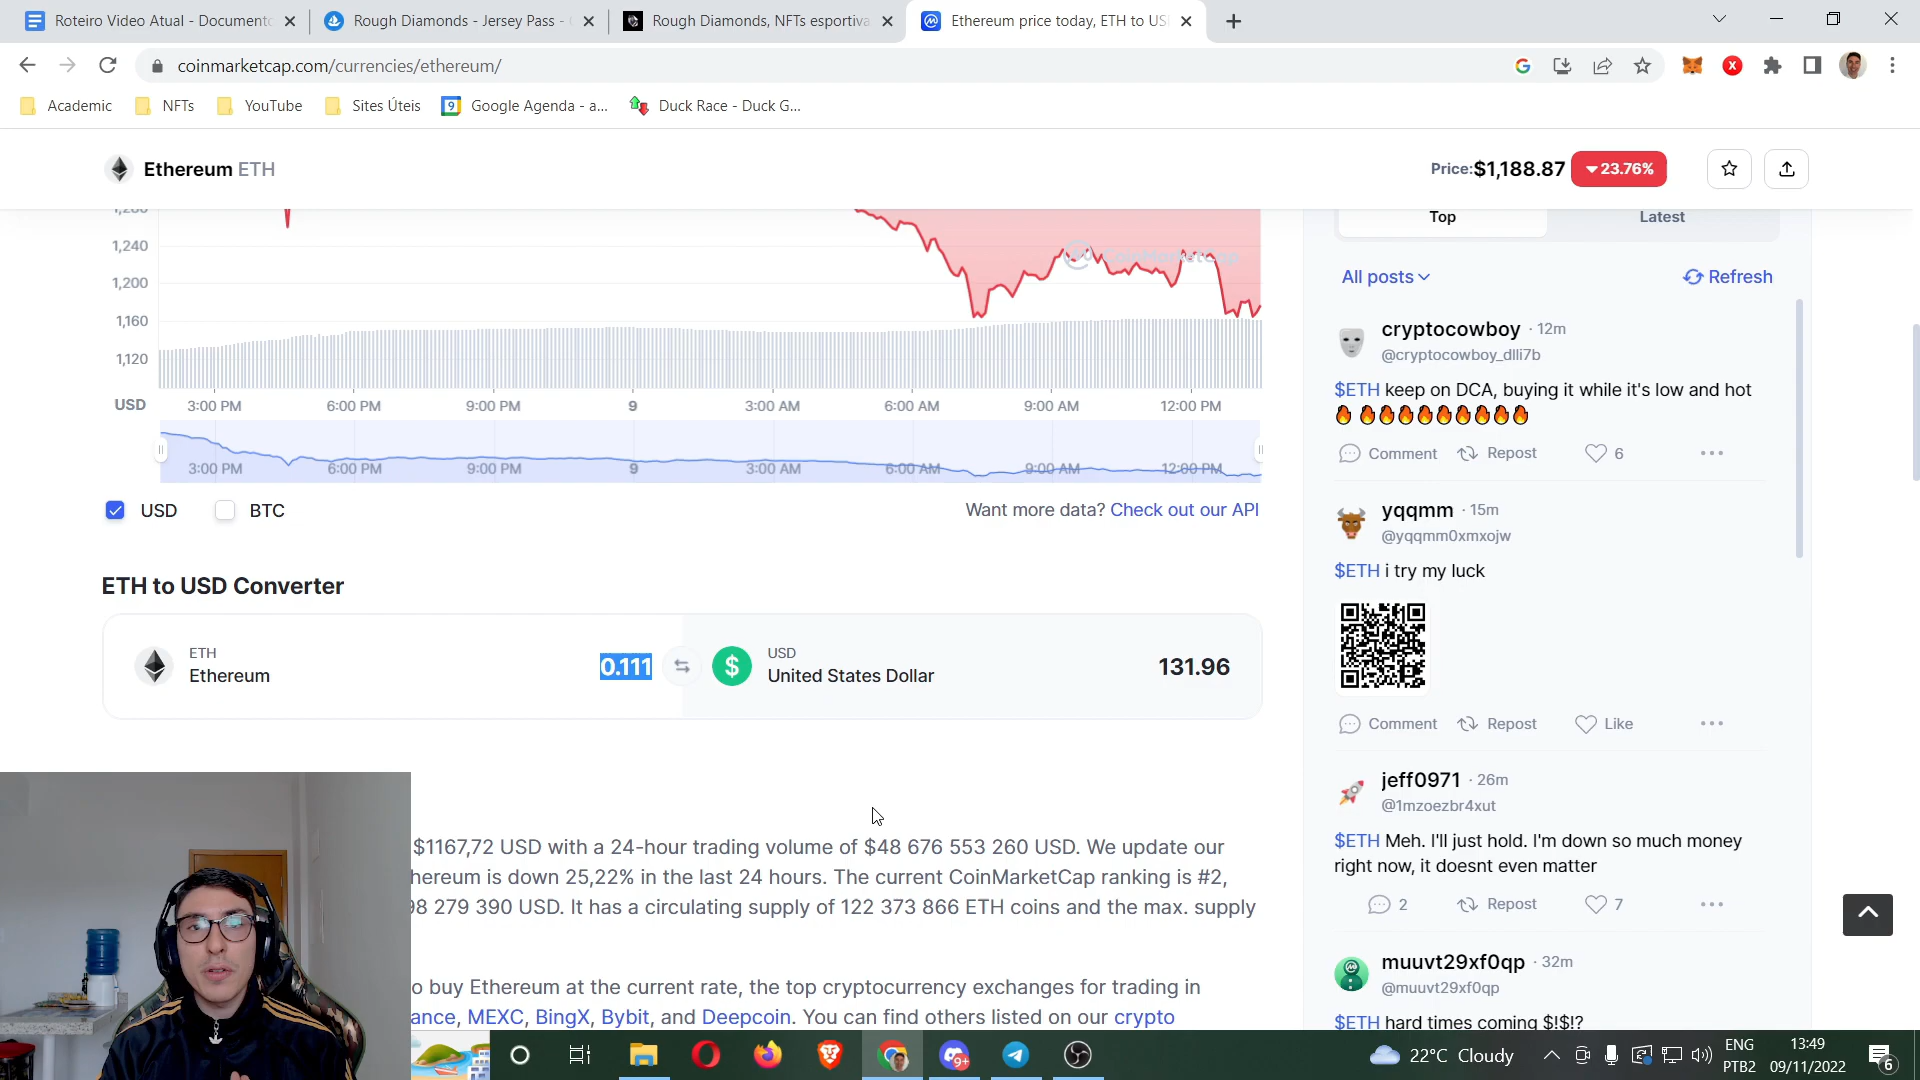 Roteiro Video Atual - Documento
Rough Diamonds - Jersey Pass -
Rough Diamonds, NFTs esportiva
Ethereum price today, ETH to US
coinmarketcap.com/currencies/ethereum/
Academic
NFTs
YouTube
Sites Úteis
Google Agenda - a...
Duck Race - Duck G...
Ethereum ETH
Price:$1,188.87
23.76%
1,240
1,200
1,160
1,120
CoinMarketCap
USD
3:00 PM
6:00 PM
9:00 PM
9
3:00 AM
6:00 AM
9:00 AM
12:00 PM
3:00 PM
6:00 PM
9:00 PM
9
3:00 AM
6:00 AM
9:00 AM
12:00 PM
USD
BTC
Want more data? Check out our API
ETH to USD Converter
ETH
Ethereum
0.111
USD
United States Dollar
131.96
$1167,72 USD with a 24-hour trading volume of $48 676 553 260 USD. We update our
hereum is down 25,22% in the last 24 hours. The current CoinMarketCap ranking is #2,
98 279 390 USD. It has a circulating supply of 122 373 866 ETH coins and the max. supply
o buy Ethereum at the current rate, the top cryptocurrency exchanges for trading in
ance, MEXC, BingX, Bybit, and Deepcoin. You can find others listed on our crypto
Top
Latest
All posts
Refresh
cryptocowboy · 12m
@cryptocowboy_dlli7b
$ETH keep on DCA, buying it while it's low and hot
🔥 🔥🔥🔥🔥🔥🔥🔥🔥🔥
Comment
Repost
6
yqqmm · 15m
@yqqmm0xmxojw
$ETH i try my luck
Comment
Repost
Like
jeff0971 · 26m
@1mzoezbr4xut
$ETH Meh. I'll just hold. I'm down so much money
right now, it doesnt even matter
2
Repost
7
muuvt29xf0qp · 32m
@muuvt29xf0qp
$ETH hard times coming $!$!?
9+
22°C Cloudy
ENG
PTB2
13:49
09/11/2022
6